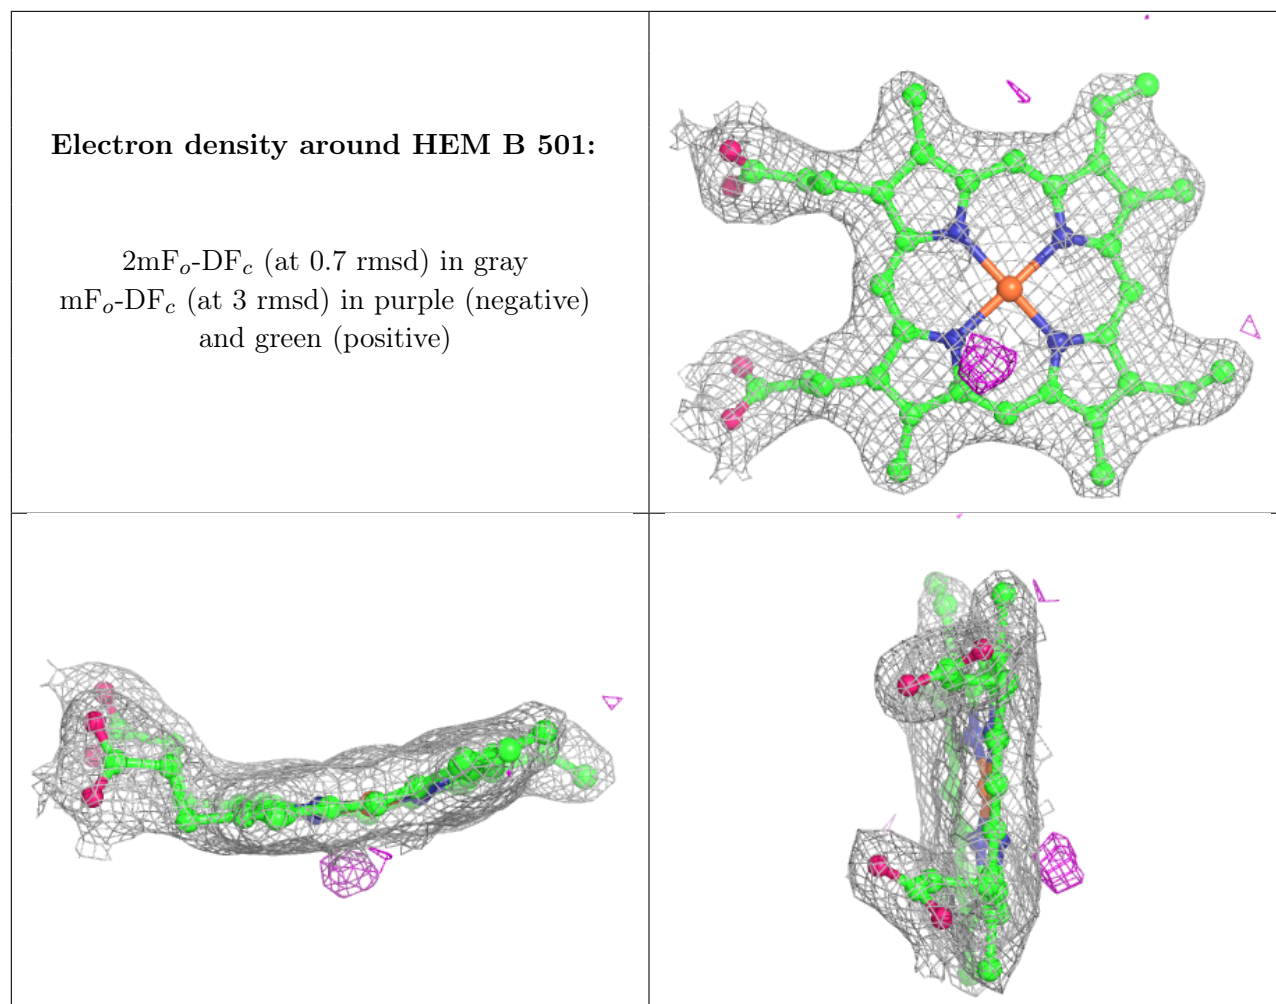 Electron density around HEM B 501:
2mFo-DFc (at 0.7 rmsd) in gray
mFo-DFc (at 3 rmsd) in purple (negative)
and green (positive)